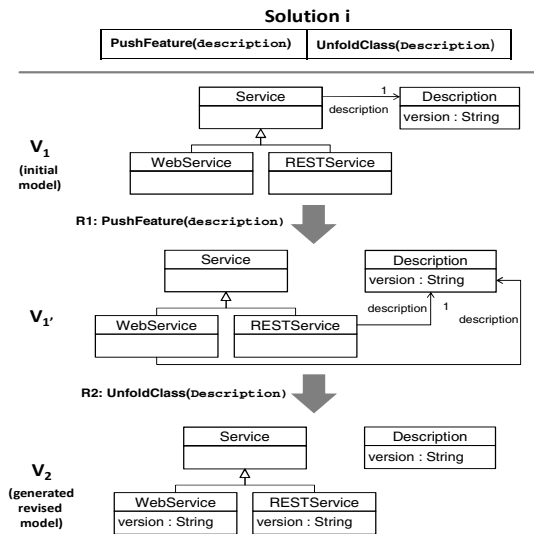 Solution i
PushFeature(description) UnfoldClass(Description)
Service
1
description
Description
version : String
V1
(initial
model)
WebService
RESTService
R1: PushFeature(description)
Service
Description
version : String
description
1
description
V1'
WebService
RESTService
R2: UnfoldClass(Description)
Service
Description
version : String
V2
(generated
revised
model)
WebService
version : String
RESTService
version : String